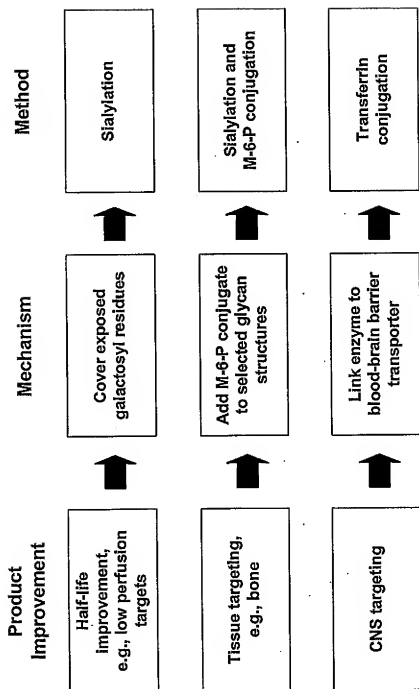 Product
Improvement
Mechanism
Method
Half-life
improvement,
e.g., low perfusion
targets
Cover exposed
galactosyl residues
Sialylation
Tissue targeting,
e.g., bone
Add M-6-P conjugate
to selected glycan
structures
Sialylation and
M-6-P conjugation
CNS targeting
Link enzyme to
blood-brain barrier
transporter
Transferrin
conjugation